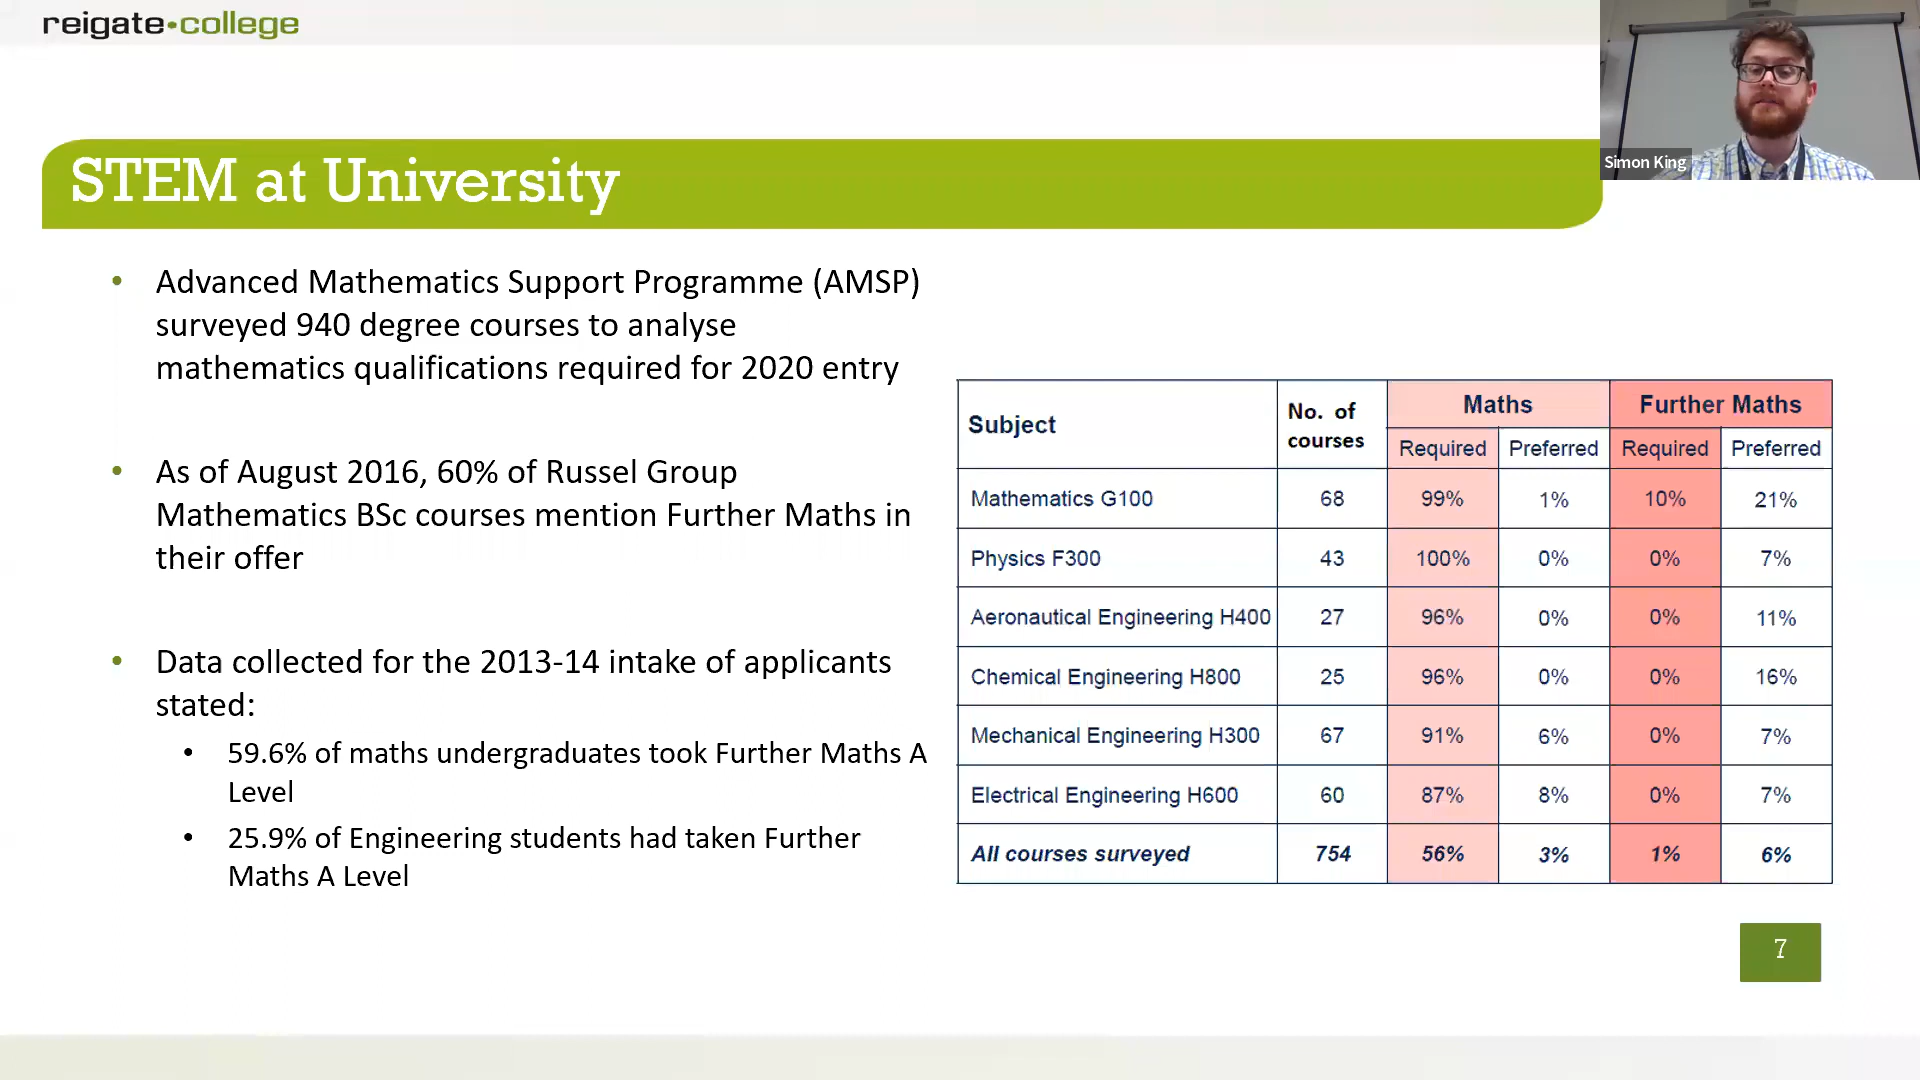 reigate•college
Simon King
STEM at University
• Advanced Mathematics Support Programme (AMSP)
surveyed 940 degree courses to analyse
mathematics qualifications required for 2020 entry
• As of August 2016, 60% of Russel Group
Mathematics BSc courses mention Further Maths in
their offer
• Data collected for the 2013-14 intake of applicants
stated:
• 59.6% of maths undergraduates took Further Maths A
Level
• 25.9% of Engineering students had taken Further
Maths A Level
Subject No. of courses Maths Further Maths
Required Preferred Required Preferred
Mathematics G100 68 99% 1% 10% 21%
Physics F300 43 100% 0% 0% 7%
Aeronautical Engineering H400 27 96% 0% 0% 11%
Chemical Engineering H800 25 96% 0% 0% 16%
Mechanical Engineering H300 67 91% 6% 0% 7%
Electrical Engineering H600 60 87% 8% 0% 7%
All courses surveyed 754 56% 3% 1% 6%
7